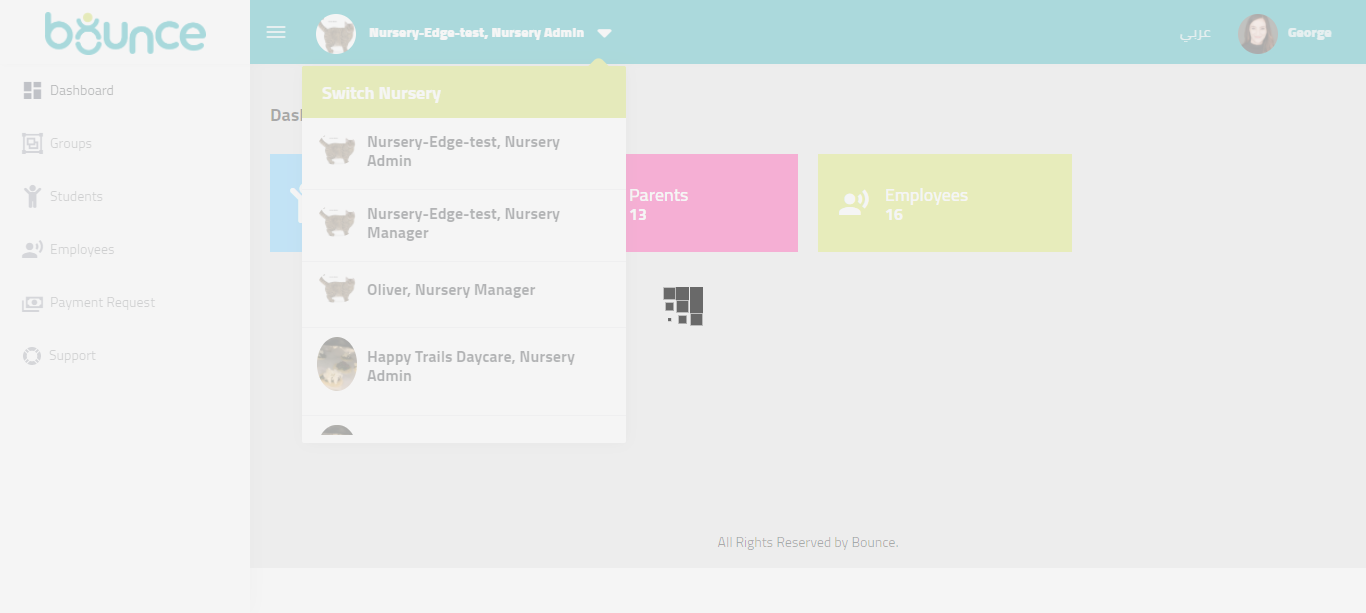 bounce
Nursery-Edge-test, Nursery Admin
عربي
George
Dashboard
Groups
Students
Employees
Payment Request
Support
Switch Nursery
Nursery-Edge-test, Nursery
Admin
Nursery-Edge-test, Nursery
Manager
Oliver, Nursery Manager
Happy Trails Daycare, Nursery
Admin
Parents
13
Employees
16
All Rights Reserved by Bounce.